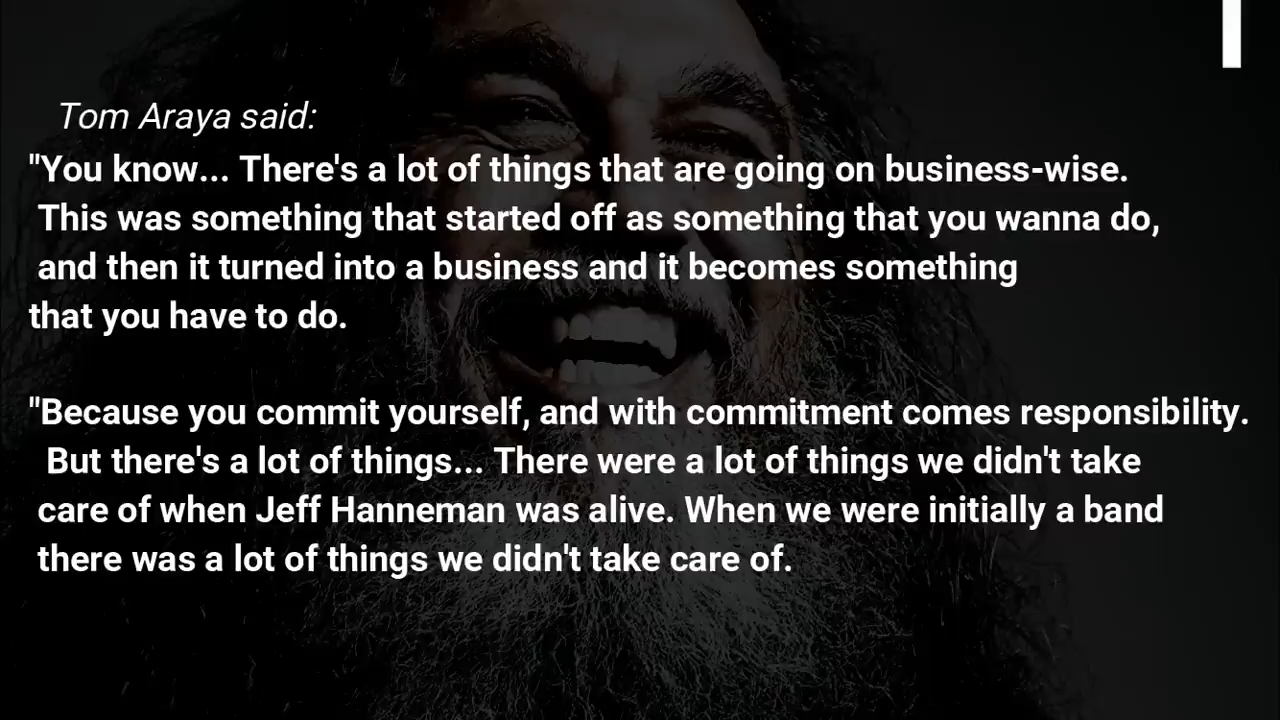 Tom Araya said:
"You know... There's a lot of things that are going on business-wise.
This was something that started off as something that you wanna do,
and then it turned into a business and it becomes something
that you have to do.
"Because you commit yourself, and with commitment comes responsibility.
But there's a lot of things... There were a lot of things we didn't take
care of when Jeff Hanneman was alive. When we were initially a band
there was a lot of things we didn't take care of.